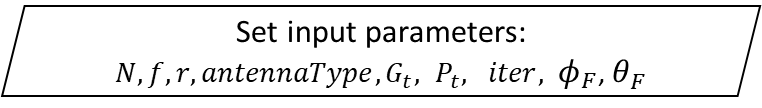 Set input parameters:
N, f, r, antennaType, G_t, P_t, iter, ϕ_F, θ_F